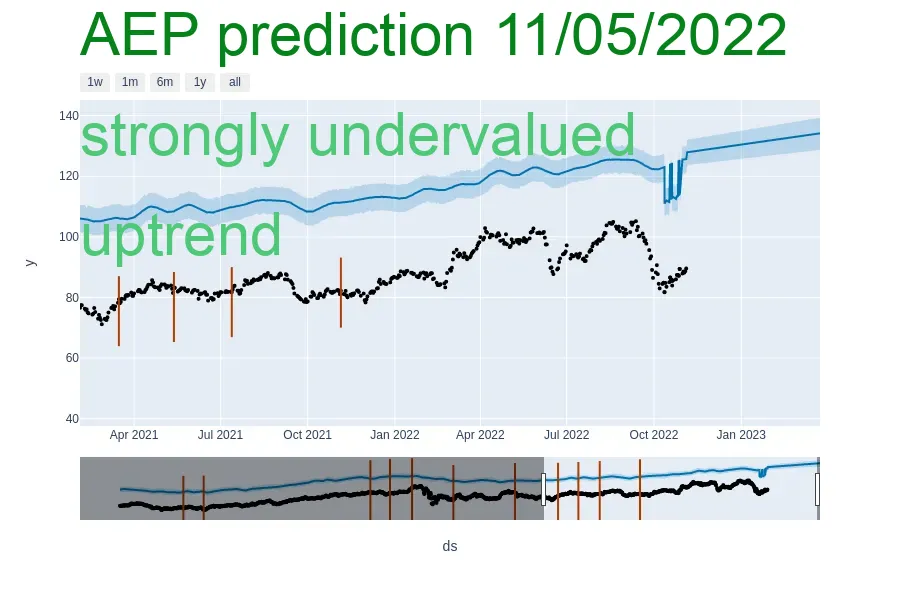 AEP prediction 11/05/2022
1w 1m 6m 1y all
strongly undervalued
uptrend
140
120
100
80
60
40
y
Apr 2021 Jul 2021 Oct 2021 Jan 2022 Apr 2022 Jul 2022 Oct 2022 Jan 2023
ds